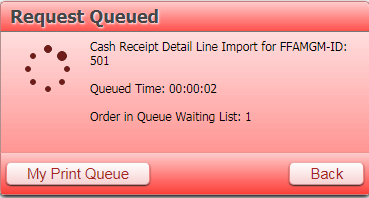 Request Queued
Cash Receipt Detail Line Import for FFAMGM-ID:
501
Queued Time: 00:00:02
Order in Queue Waiting List: 1
My Print Queue
Back